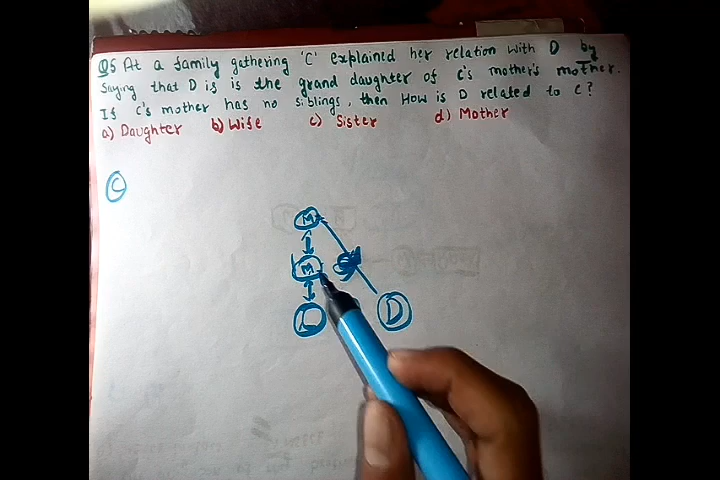 Q5 At a family gathering 'C' explained her relation with D by
saying that D is is the grand daughter of C's mother's mother.
If C's mother has no siblings, then How is D related to C?
a) Daughter b) Wife c) Sister d) Mother
C
M
M
C D